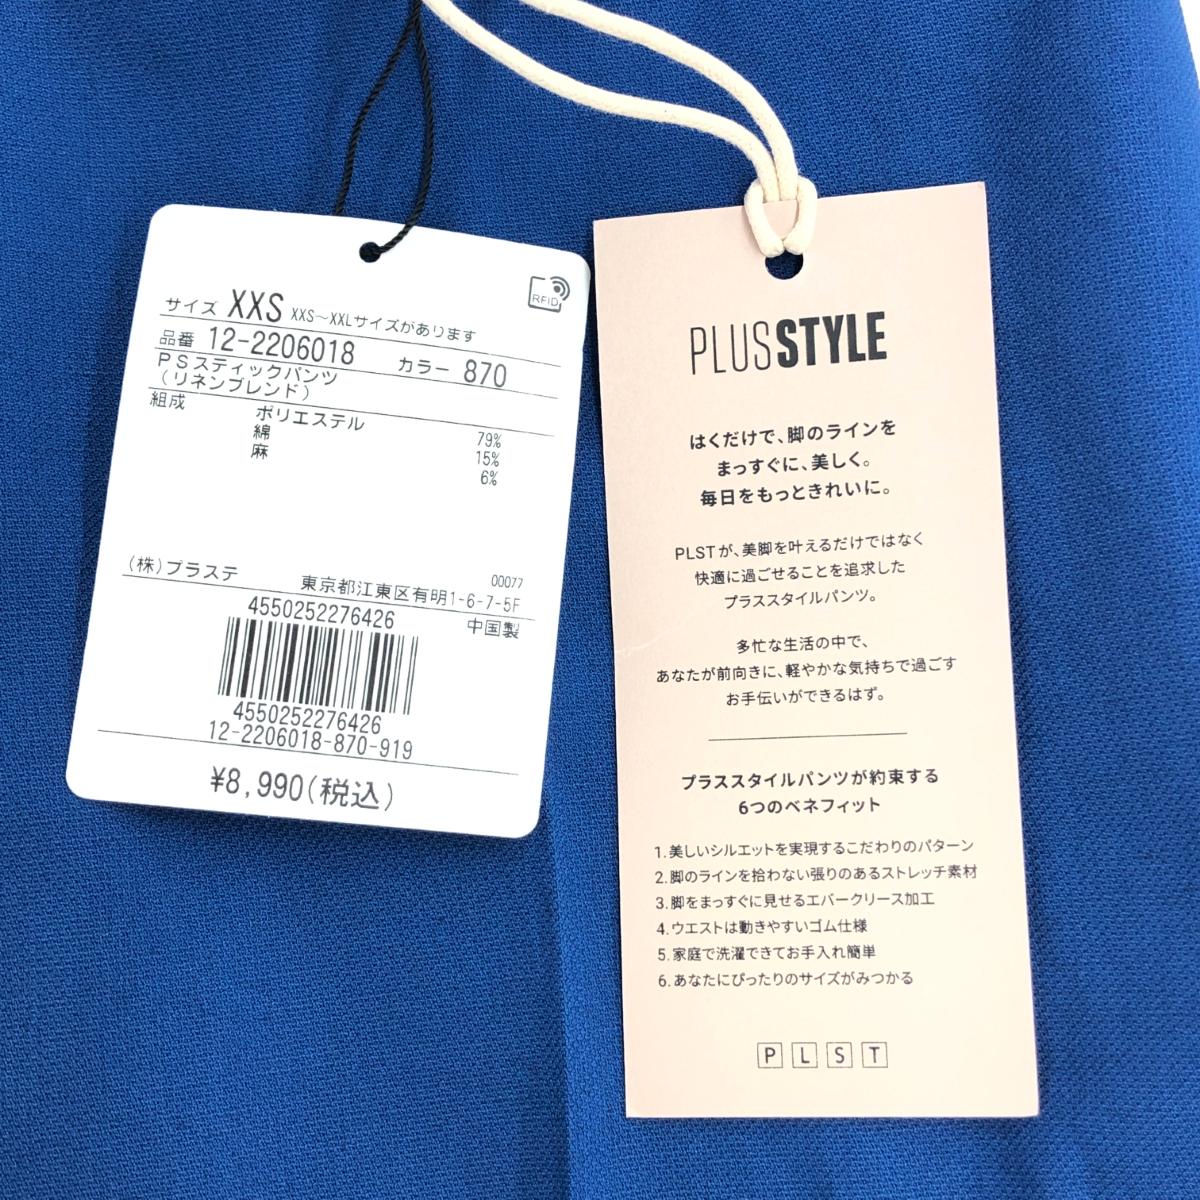 RFID
サイズ XXS XXS～XXLサイズがあります
品番 12-2206018 カラー 870
PSスティックパンツ
(リネンブレンド)
組成 ポリエステル 79%
綿 15%
麻 6%
(株)プラステ 00077
東京都江東区有明1-6-7-5F
4550252276426 中国製
4550252276426
12-2206018-870-919
¥8,990(税込)
PLUSSTYLE
はくだけで、脚のラインを
まっすぐに、美しく。
毎日をもっときれいに。
PLSTが、美脚を叶えるだけではなく
快適に過ごせることを追求した
プラススタイルパンツ。
多忙な生活の中で、
あなたが前向きに、軽やかな気持ちで過ごす
お手伝いができるはず。
プラススタイルパンツが約束する
6つのベネフィット
1.美しいシルエットを実現するこだわりのパターン
2.脚のラインを拾わない張りのあるストレッチ素材
3.脚をまっすぐに見せるエバークリース加工
4.ウエストは動きやすいゴム仕様
5.家庭で洗濯できてお手入れ簡単
6.あなたにぴったりのサイズがみつかる
PLST